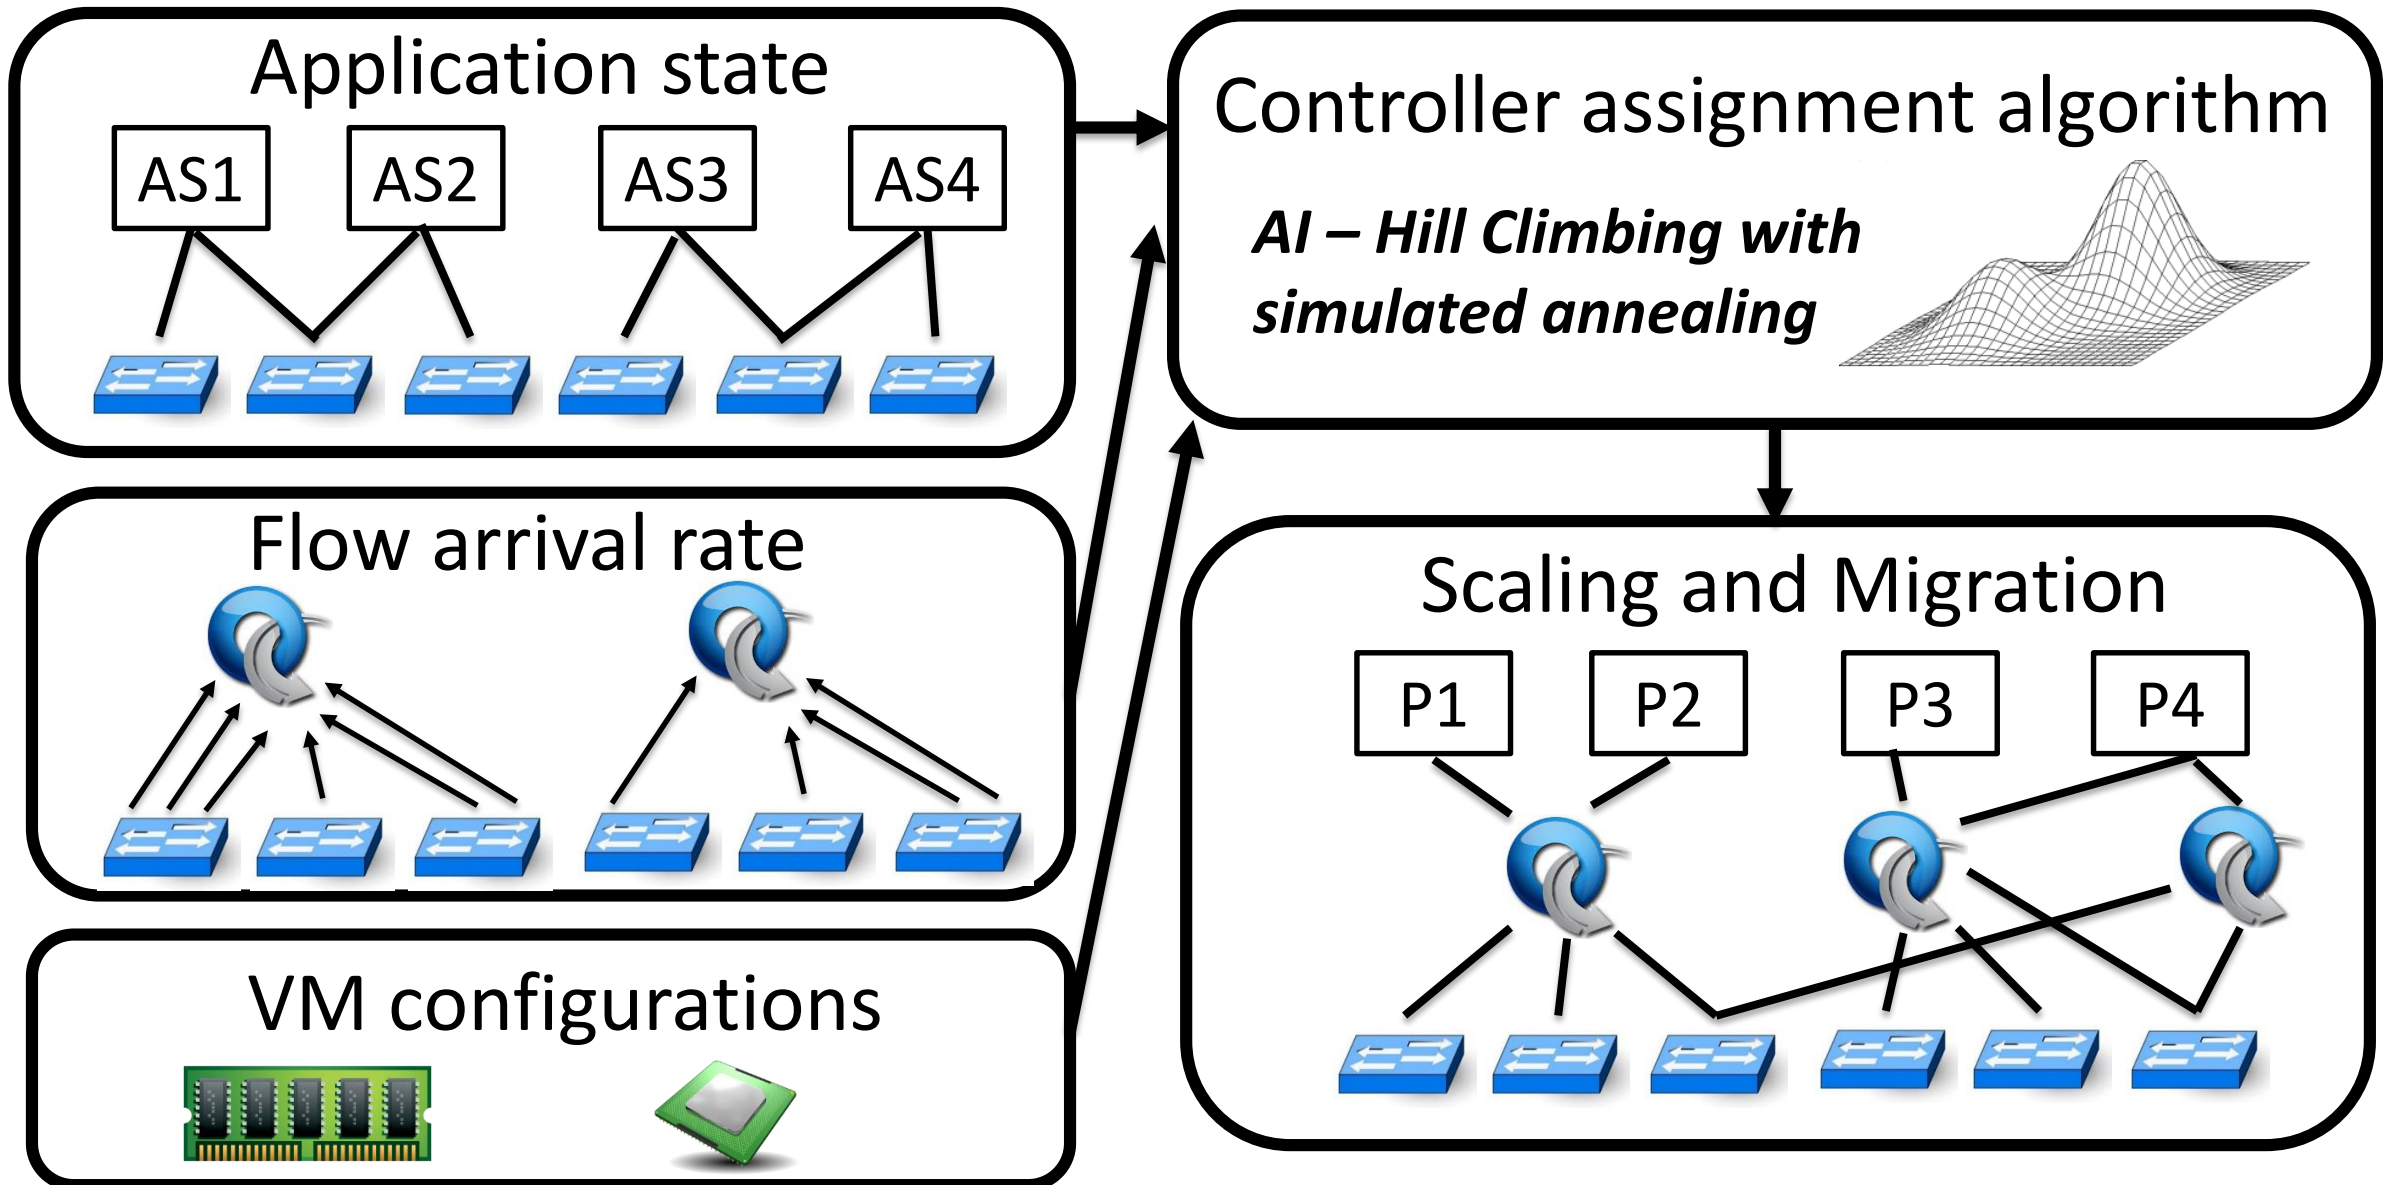 Application state
AS1
AS2
AS3
AS4
Flow arrival rate
VM configurations
Controller assignment algorithm
AI – Hill Climbing with
simulated annealing
Scaling and Migration
P1
P2
P3
P4